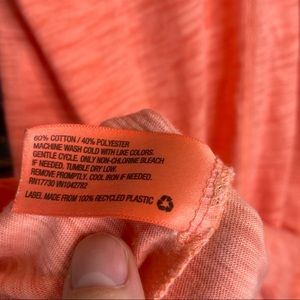 60% COTTON / 40% POLYESTER
MACHINE WASH COLD WITH LIKE COLORS.
GENTLE CYCLE. ONLY NON-CHLORINE BLEACH
IF NEEDED. TUMBLE DRY LOW.
REMOVE PROMPTLY. COOL IRON IF NEEDED.
RN17730 VN1042782
LABEL MADE FROM 100% RECYCLED PLASTIC